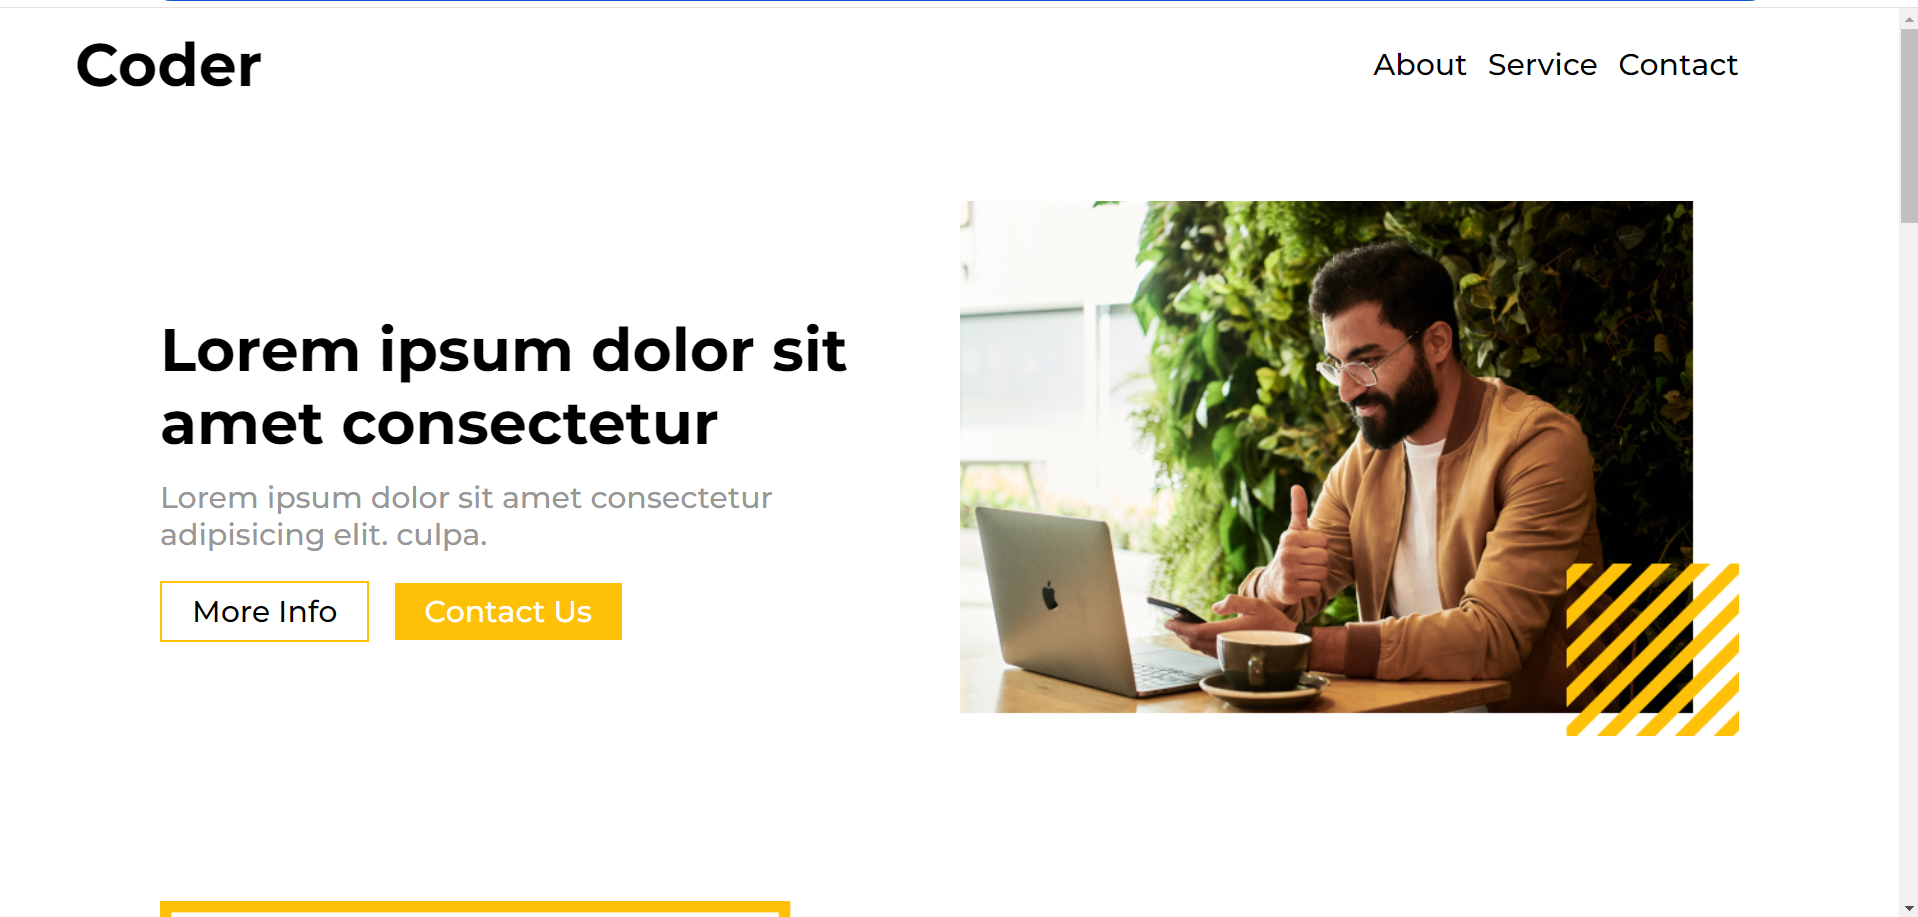 Coder
About Service Contact
Lorem ipsum dolor sit
amet consectetur
Lorem ipsum dolor sit amet consectetur
adipisicing elit. culpa.
More Info Contact Us